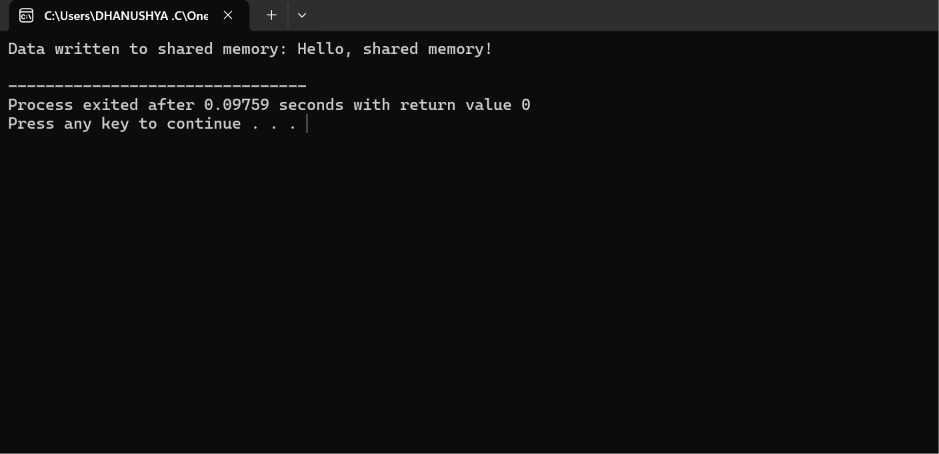 C:\Users\DHANUSHYA .C\One
Data written to shared memory: Hello, shared memory!
--------------------------------
Process exited after 0.09759 seconds with return value 0
Press any key to continue . . .